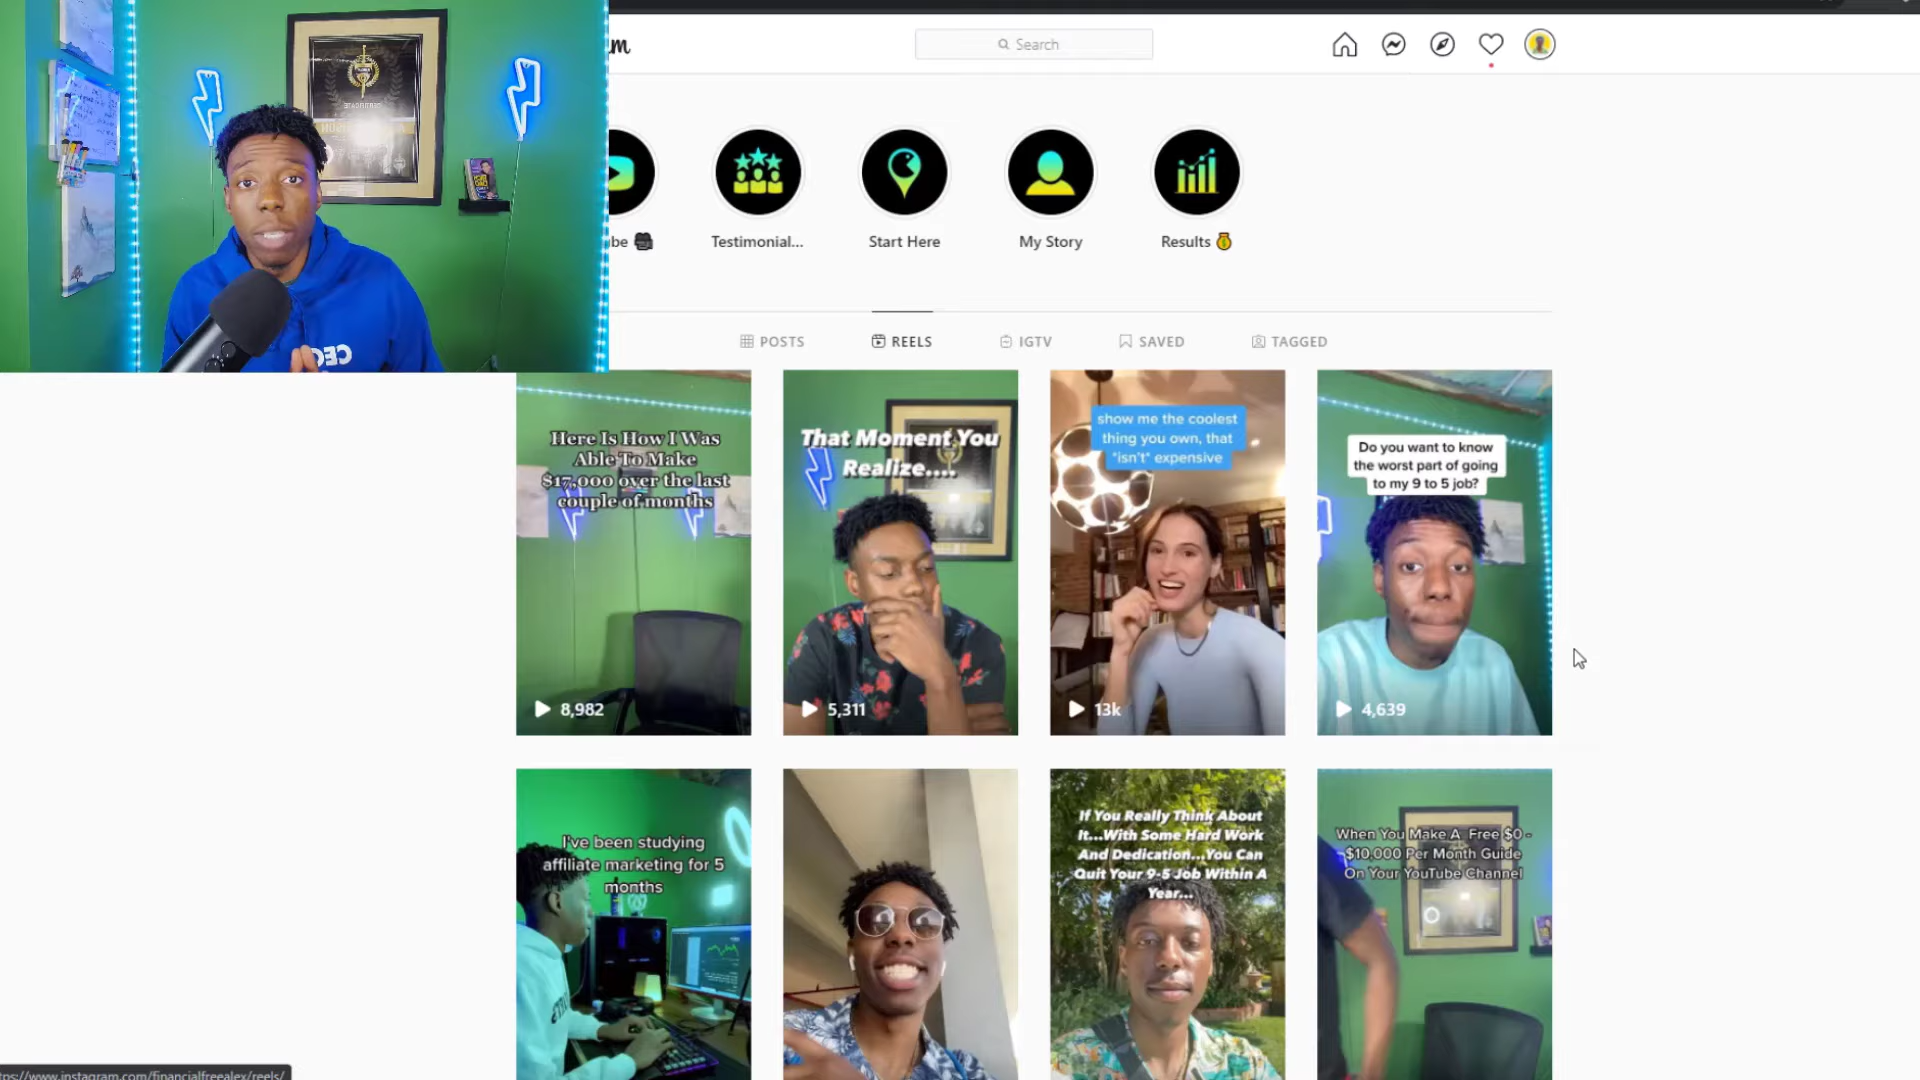 m
Search
be
Testimonial...
Start Here
My Story
Results
POSTS
REELS
IGTV
SAVED
TAGGED
CEO
Here Is How I Was
Able To Make
$17,000 over the last
couple of months
8,982
That Moment You
Realize....
5,311
show me the coolest
thing you own, that
*isn't* expensive
13k
Do you want to know
the worst part of going
to my 9 to 5 job?
4,639
I've been studying
affiliate marketing for 5
months
If You Really Think About
It...With Some Hard Work
And Dedication...You Can
Quit Your 9-5 Job Within A
Year...
When You Make A Free $0 -
$10,000 Per Month Guide
On Your YouTube Channel
tps://www.instagram.com/financialfreealex/reels/